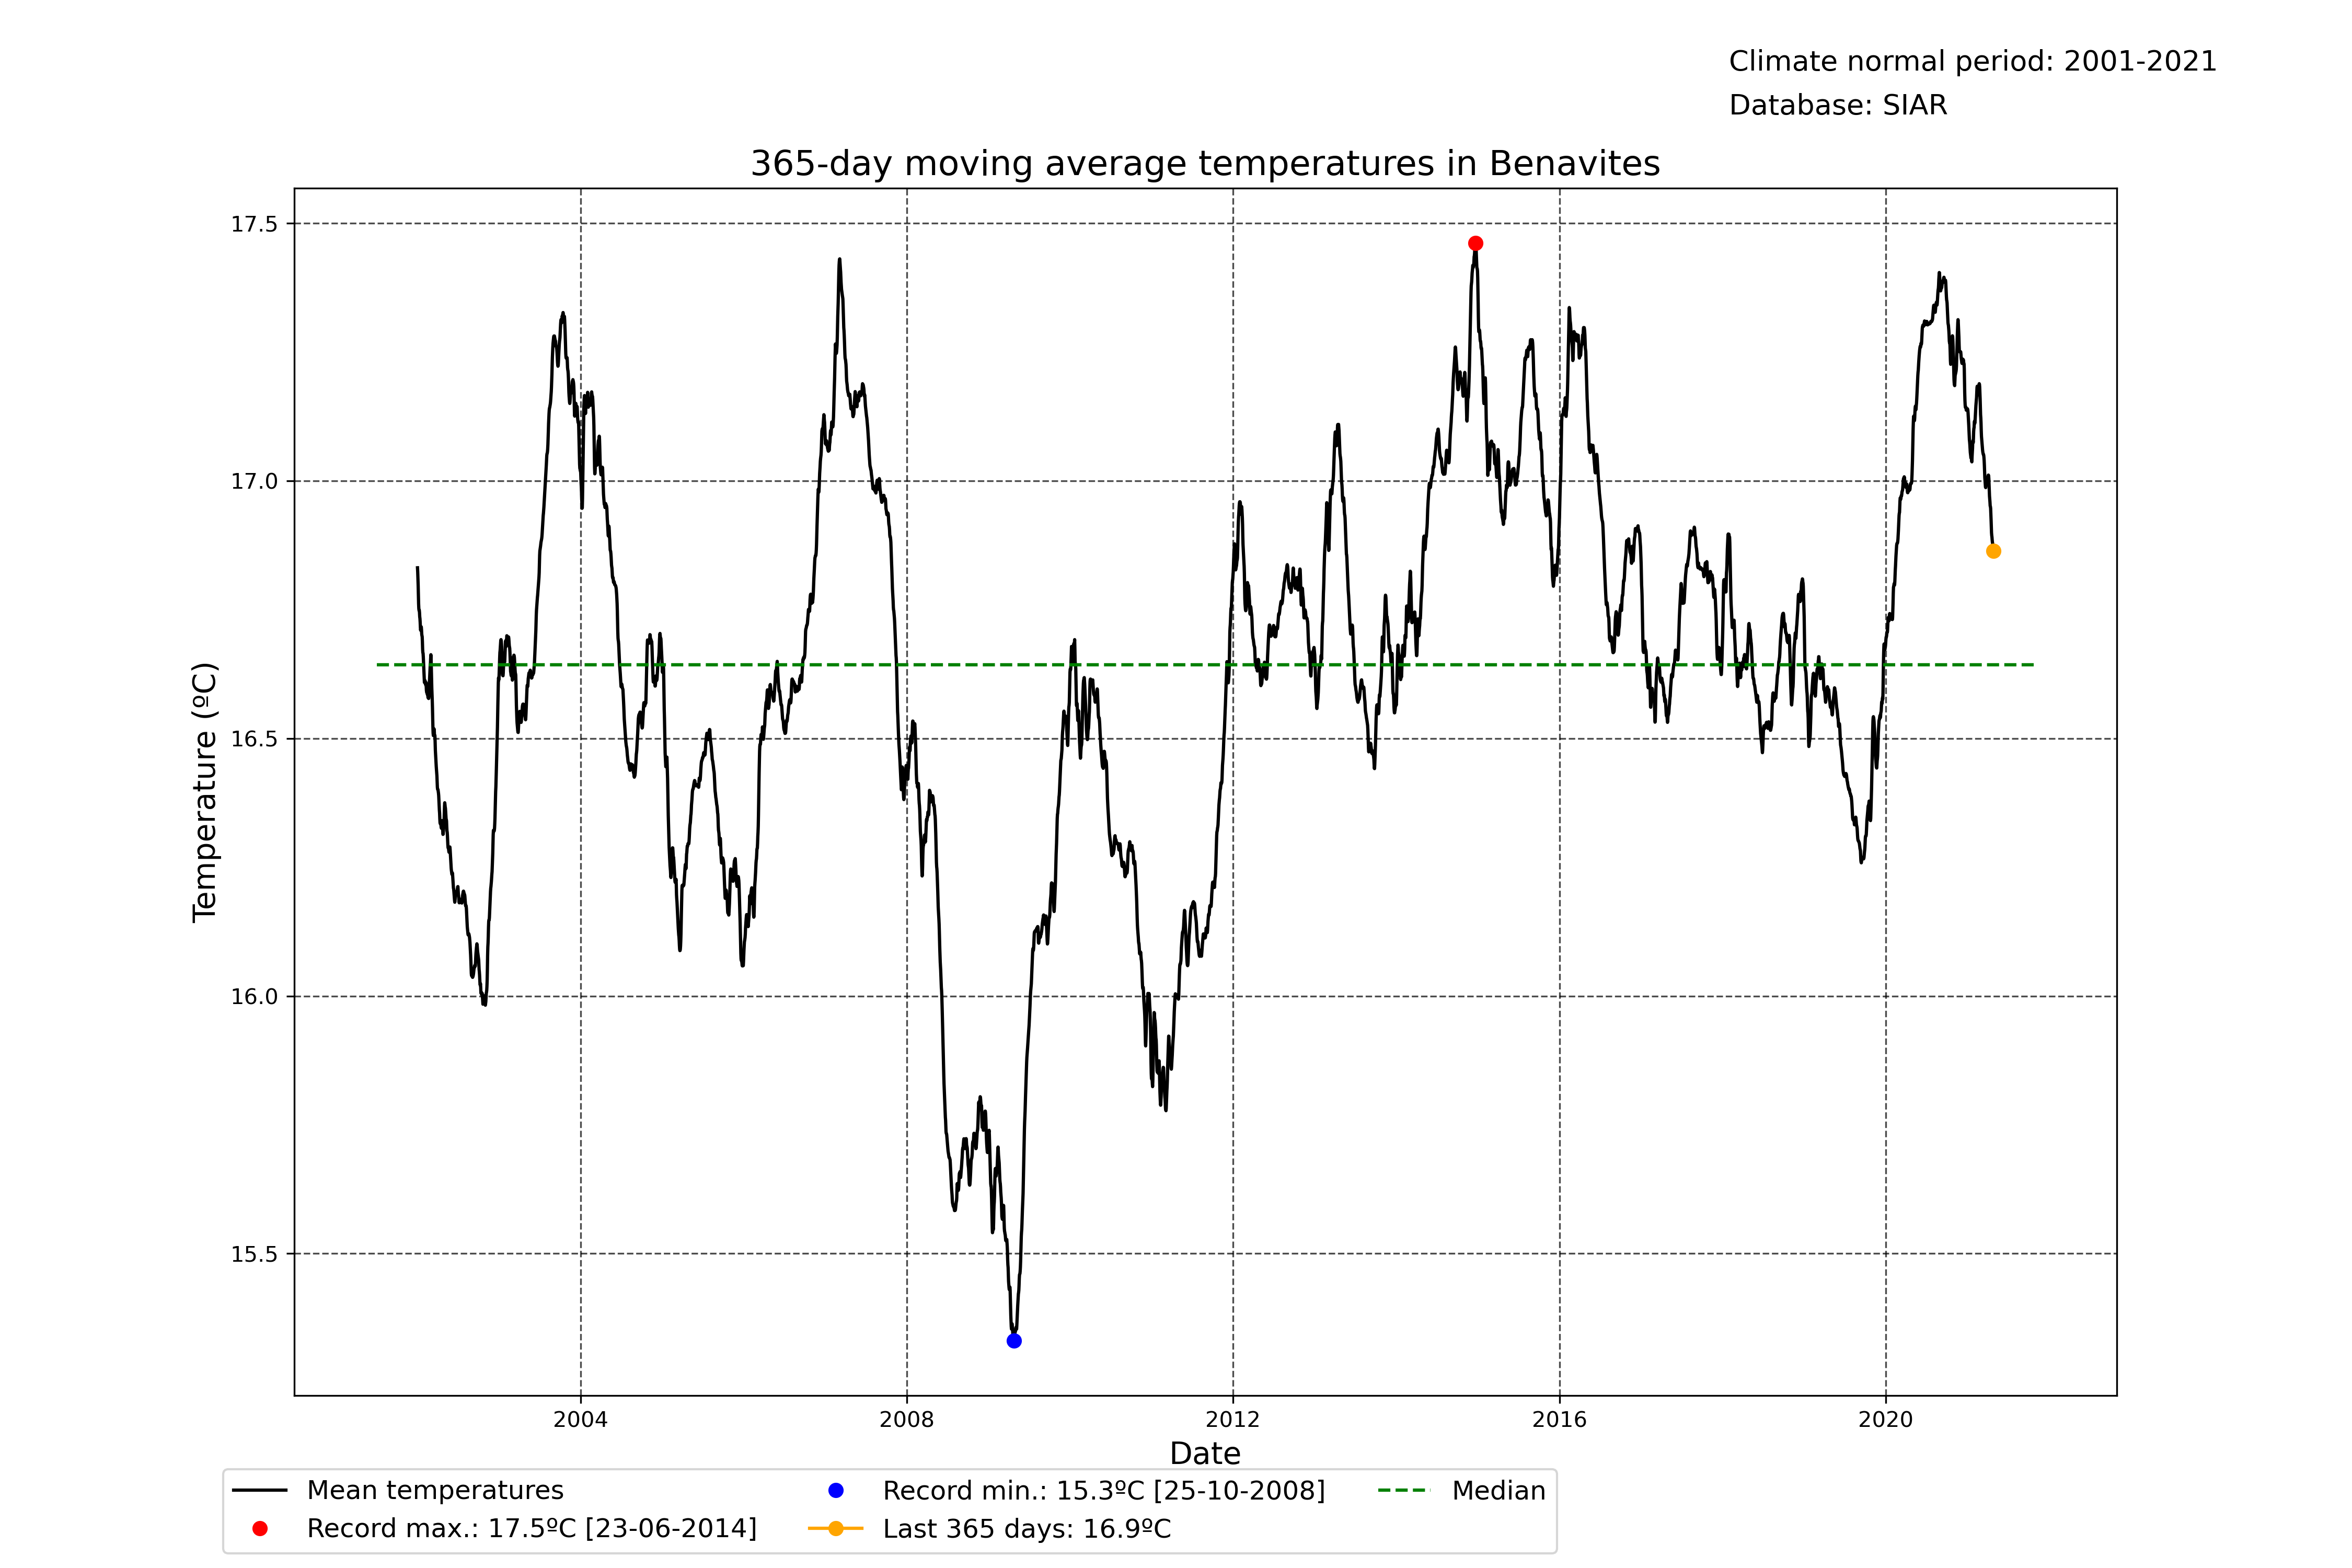 Climate normal period: 2001-2021
Database: SIAR
365-day moving average temperatures in Benavites
17.5
17.0
16.5
16.0
15.5
Temperature (ºC)
2004
2008
2012
2016
2020
Date
Mean temperatures
Record max.: 17.5ºC [23-06-2014]
Record min.: 15.3ºC [25-10-2008]
Last 365 days: 16.9ºC
Median